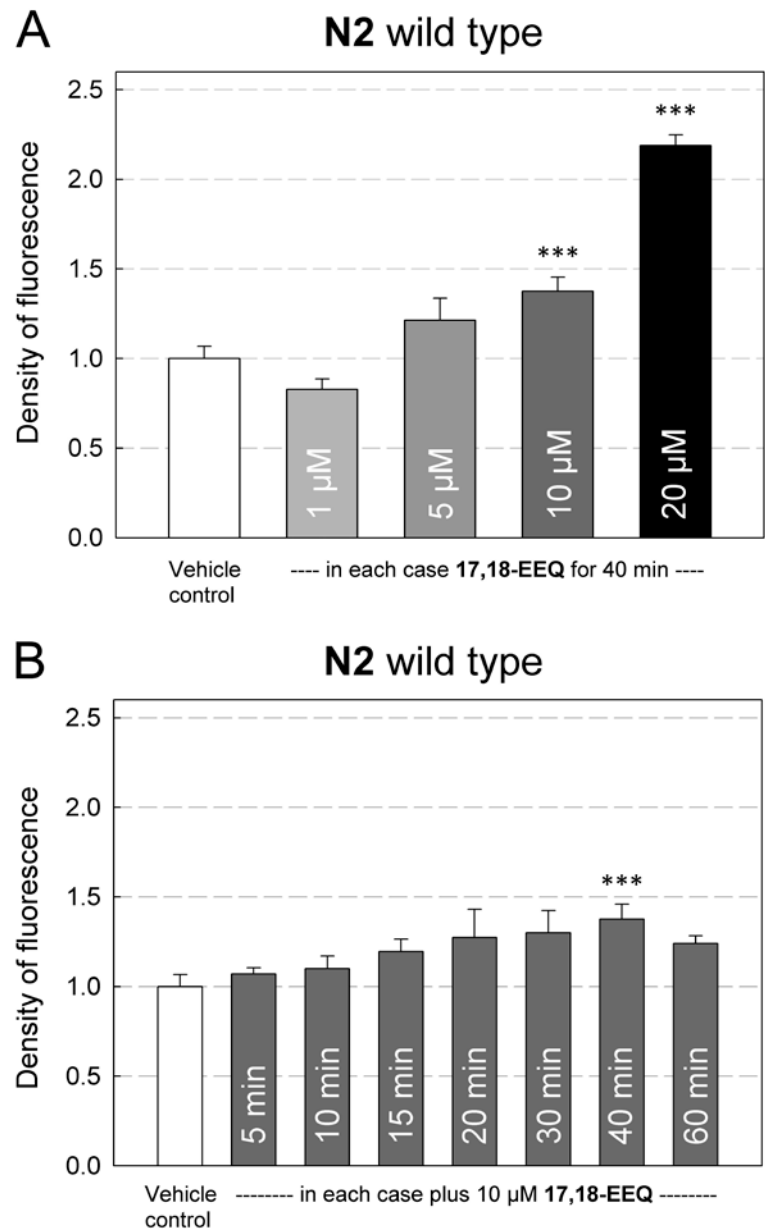 A
N2 wild type
Density of fluorescence
2.5
2.0
1.5
1.0
0.5
0.0
***
***
1 µM
5 µM
10 µM
20 µM
Vehicle
control
---- in each case 17,18-EEQ for 40 min ----
B
N2 wild type
Density of fluorescence
2.5
2.0
1.5
1.0
0.5
0.0
***
5 min
10 min
15 min
20 min
30 min
40 min
60 min
Vehicle
control
-------- in each case plus 10 µM 17,18-EEQ --------